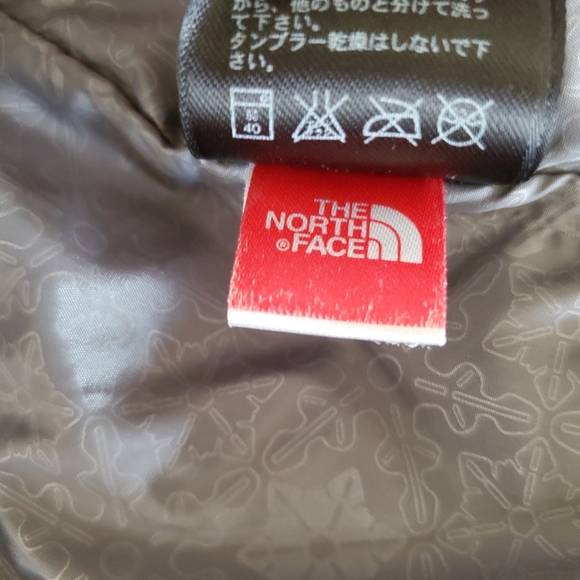 から、他のものと分けて洗っ
て下さい。
タンブラー乾燥はしないで下
さい。
弱
40
THE
NORTH
®FACE